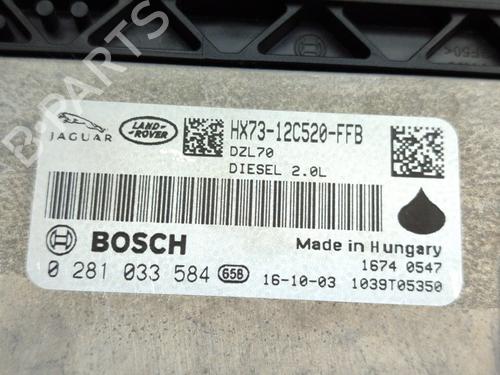 JAGUAR
LAND-
ROVER
HX73-12C520-FFB
DZL70
DIESEL 2.0L
BOSCH
Made in Hungary
0 281 033 584 G5B
1674 0547
16-10-03 1039T05350
B-PARTS